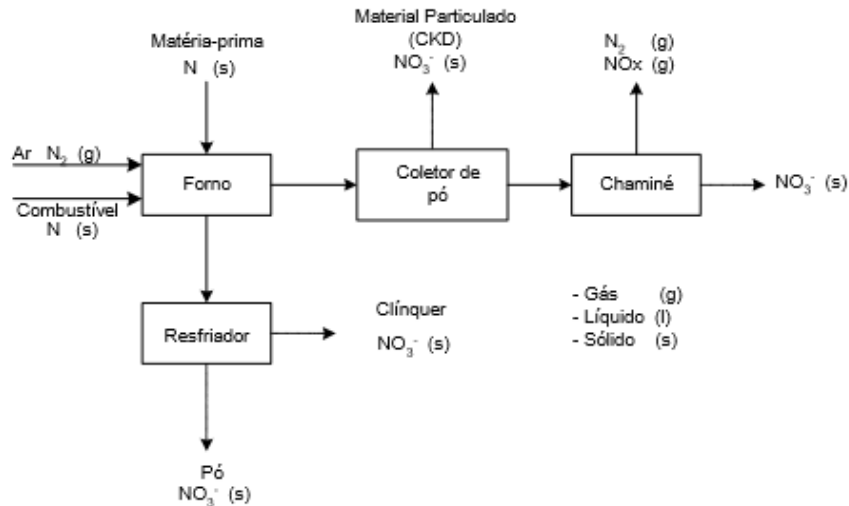 Matéria-prima
N (s)
Material Particulado
(CKD)
NO₃⁻ (s)
N₂ (g)
NOx (g)
Ar N₂ (g)
Combustível
N (s)
Forno
Coletor de
pó
Chaminé
NO₃⁻ (s)
Resfriador
Clínquer
NO₃⁻ (s)
- Gás (g)
- Líquido (l)
- Sólido (s)
Pó
NO₃⁻ (s)